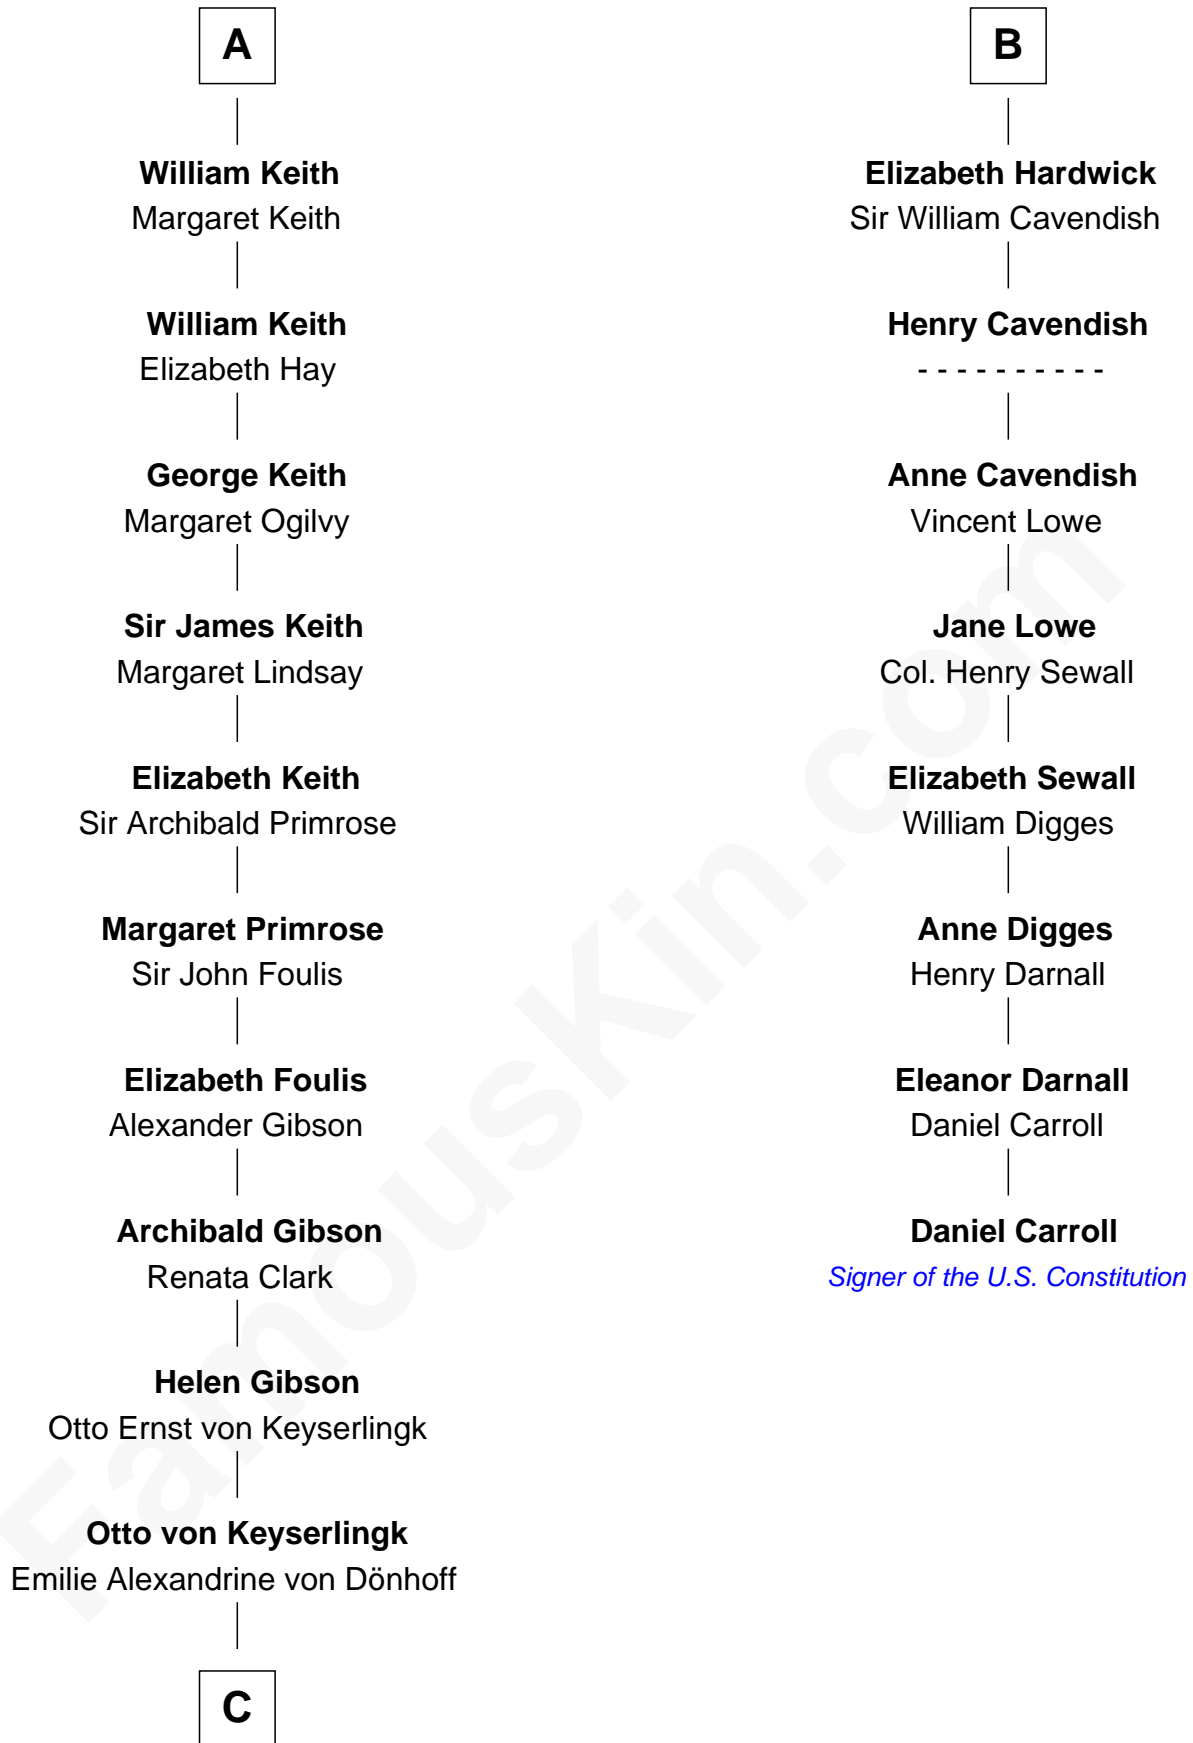 A
William Keith
Margaret Keith
William Keith
Elizabeth Hay
George Keith
Margaret Ogilvy
Sir James Keith
Margaret Lindsay
Elizabeth Keith
Sir Archibald Primrose
Margaret Primrose
Sir John Foulis
Elizabeth Foulis
Alexander Gibson
Archibald Gibson
Renata Clark
Helen Gibson
Otto Ernst von Keyserlingk
Otto von Keyserlingk
Emilie Alexandrine von Dönhoff
C
B
Elizabeth Hardwick
Sir William Cavendish
Henry Cavendish
- - - - - - - - - -
Anne Cavendish
Vincent Lowe
Jane Lowe
Col. Henry Sewall
Elizabeth Sewall
William Digges
Anne Digges
Henry Darnall
Eleanor Darnall
Daniel Carroll
Daniel Carroll
Signer of the U.S. Constitution
FamousKin.com